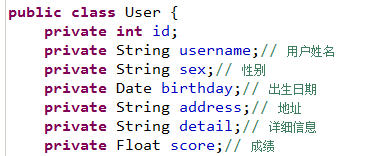 public class User {
    private int id;
    private String username;// 用户姓名
    private String sex;// 性别
    private Date birthday;// 出生日期
    private String address;// 地址
    private String detail;// 详细信息
    private Float score;// 成绩